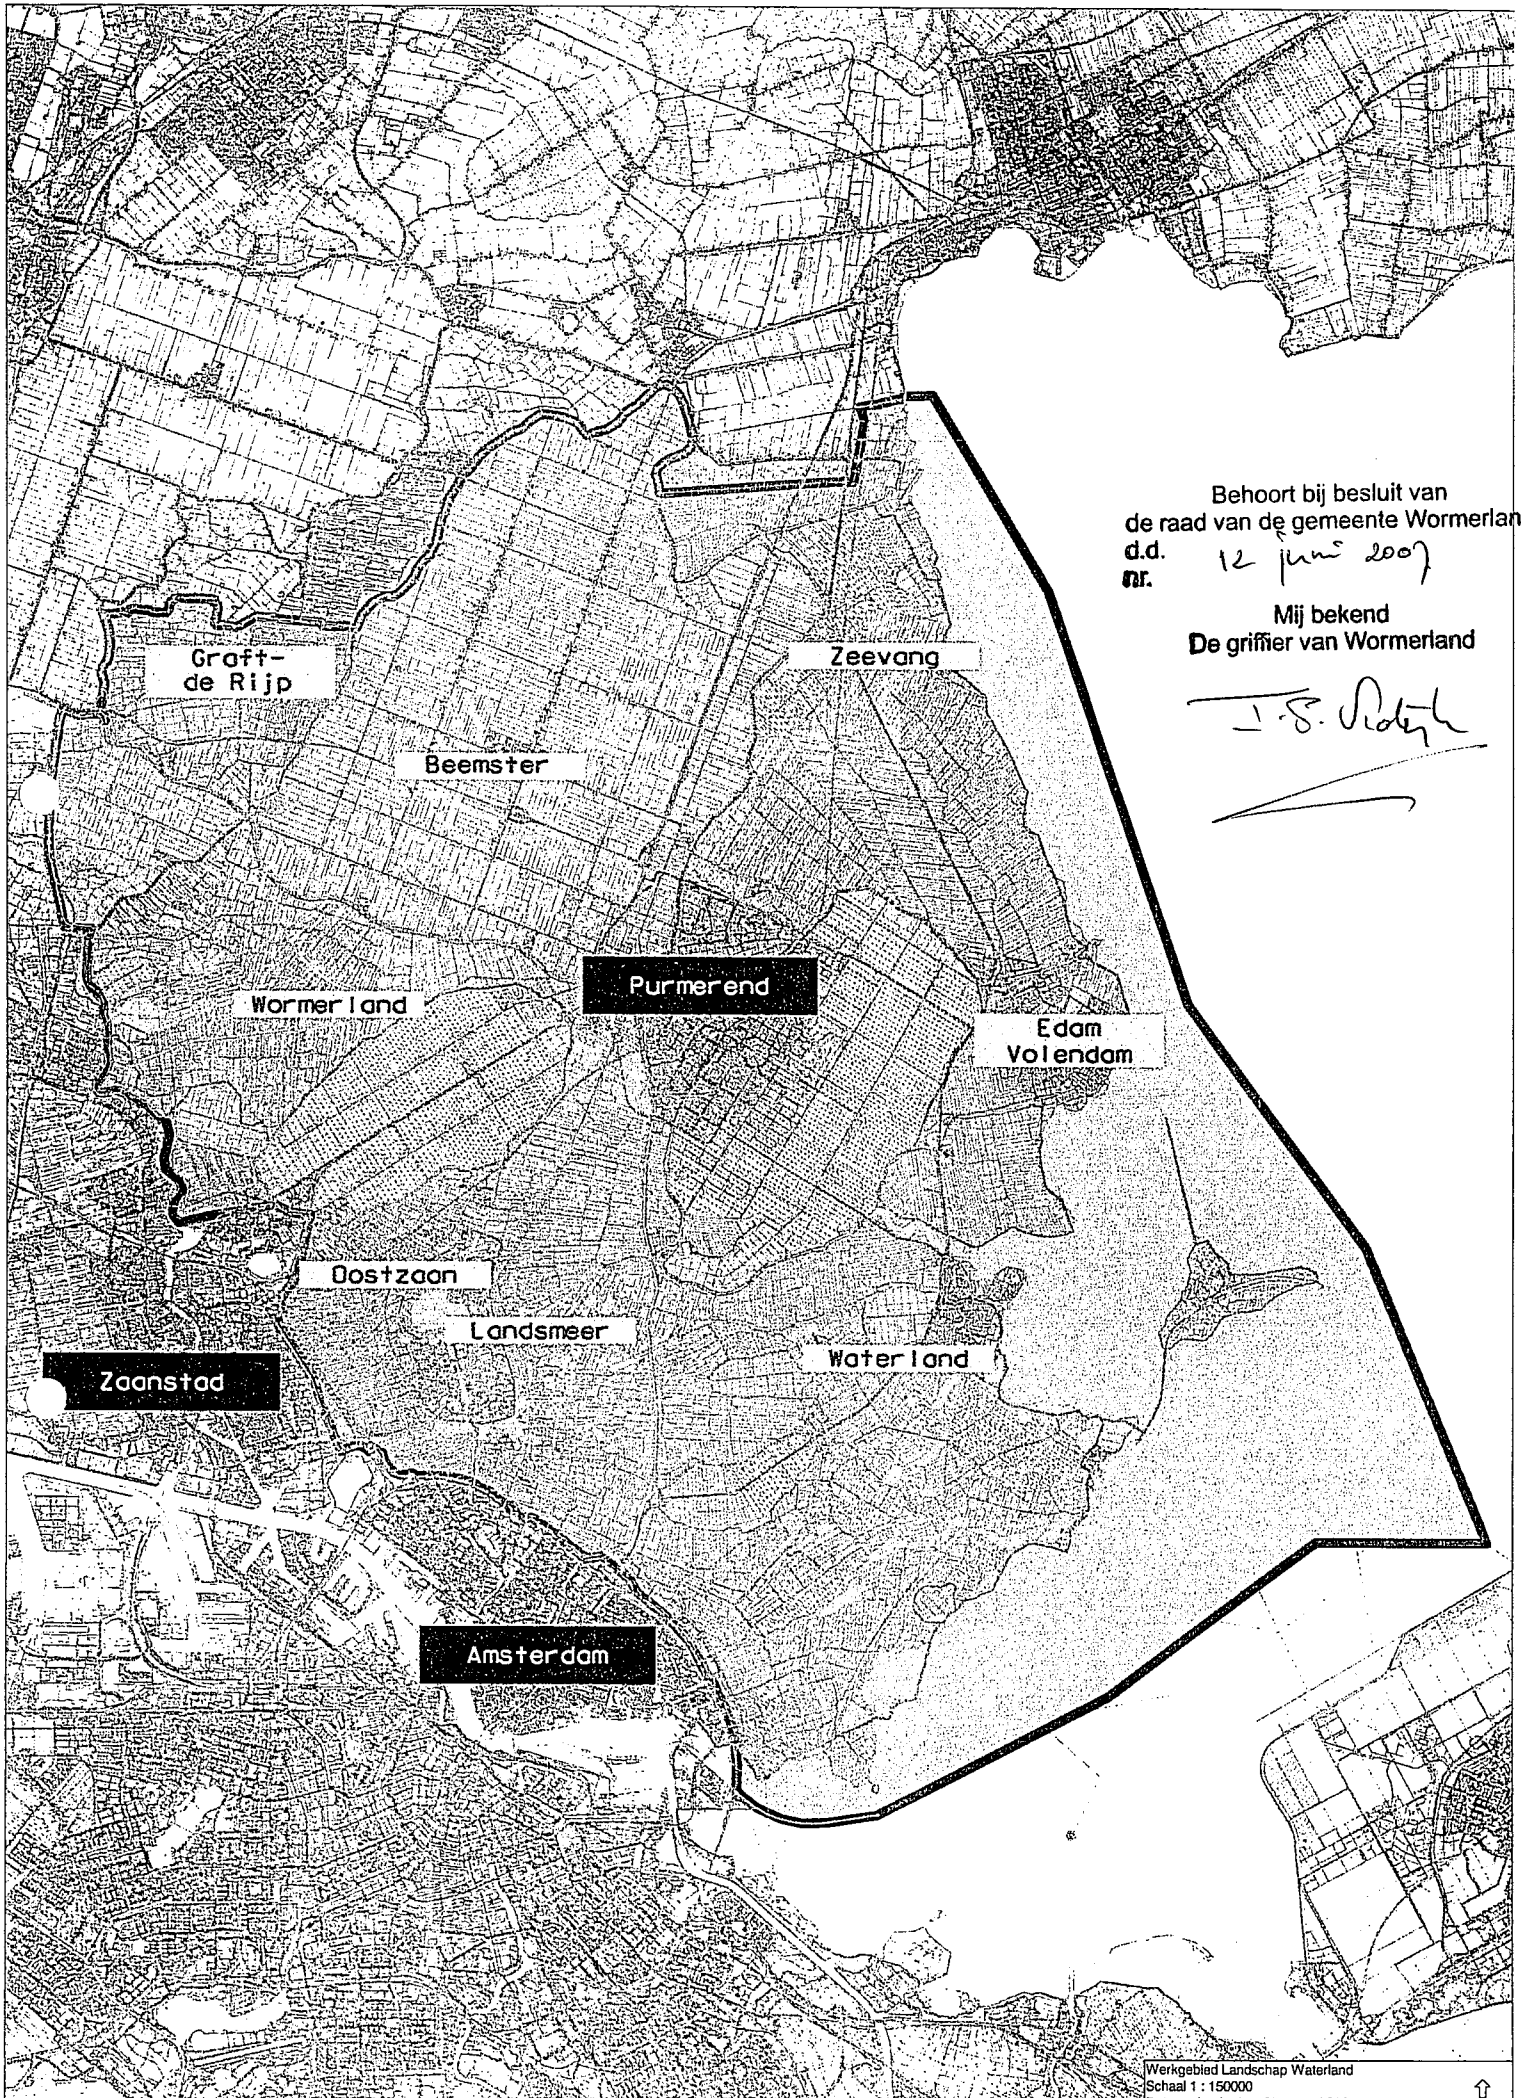 Behoort bij besluit van
de raad van de gemeente Wormerlan
d.d. 12 juni 2007
nr.
Mij bekend
De griffier van Wormerland
Graft-
de Rijp
Zeevang
Beemster
Purmerend
Wormerland
Edam
Volendam
Oostzaan
Landsmeer
Waterland
Zaanstad
Amsterdam
Werkgebied Landschap Waterland
Schaal 1 : 150000